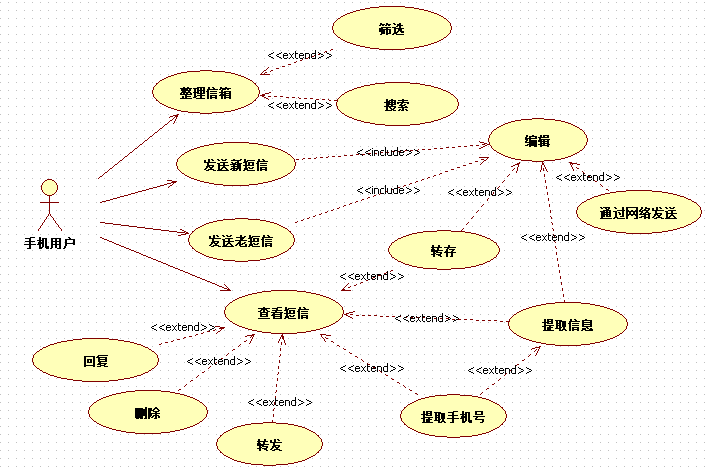 筛选
<<extend>>
整理信箱
<<extend>>
搜索
编辑
发送新短信
<<include>>
<<extend>>
<<include>>
<<extend>>
通过网络发送
手机用户
发送老短信
<<extend>>
转存
<<extend>>
查看短信
<<extend>>
提取信息
<<extend>>
回复
<<extend>>
<<extend>>
<<extend>>
删除
<<extend>>
提取手机号
转发